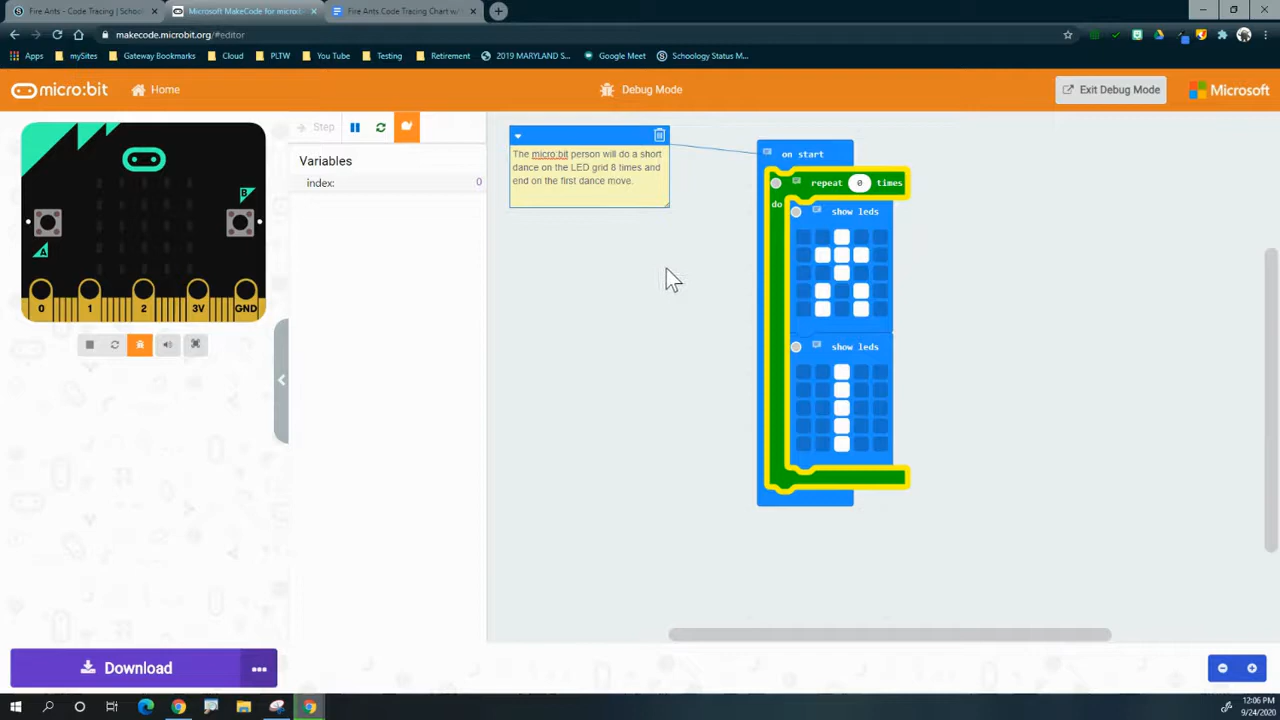 Fire Ants - Code Tracing | School
Microsoft MakeCode for micro:b
Fire Ants Code Tracing Chart w/
makecode.microbit.org/#editor
Apps
mySites
Gateway Bookmarks
Cloud
PLTW
You Tube
Testing
Retirement
2019 MARYLAND S...
Google Meet
Schoology Status M...
micro:bit
Home
Debug Mode
Exit Debug Mode
Microsoft
Step
Variables
index: 0
The micro:bit person will do a short
dance on the LED grid 8 times and
end on the first dance move.
on start
repeat 0 times
do
show leds
show leds
A
B
0 1 2 3V GND
Download
12:06 PM
9/24/2020